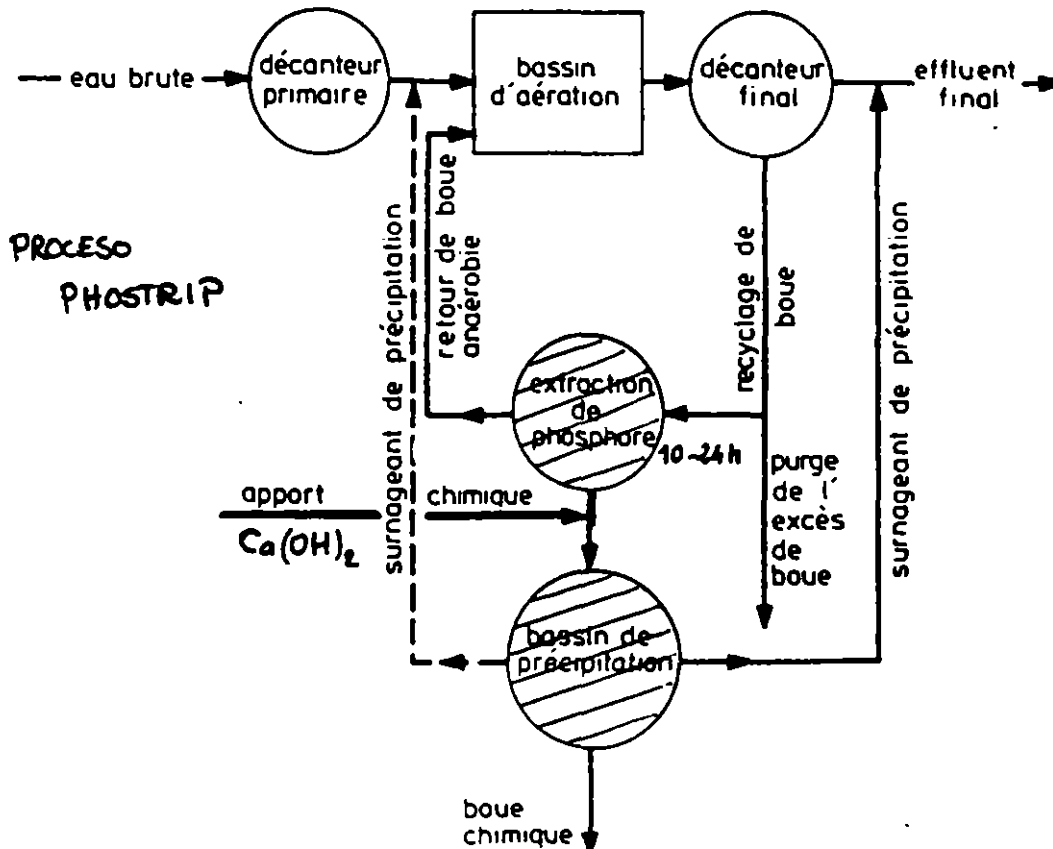 eau brute
décanteur
primaire
bassin
d'aération
décanteur
final
effluent
final
PROCESO
PHOSTRIP
surnageant de précipitation
retour de boue
anaérobie
recyclage de
boue
surnageant de précipitation
extraction
de
phosphore
10-24h
purge
de l'
excès
de
boue
apport chimique
Ca(OH)2
bassin de
précipitation
boue
chimique